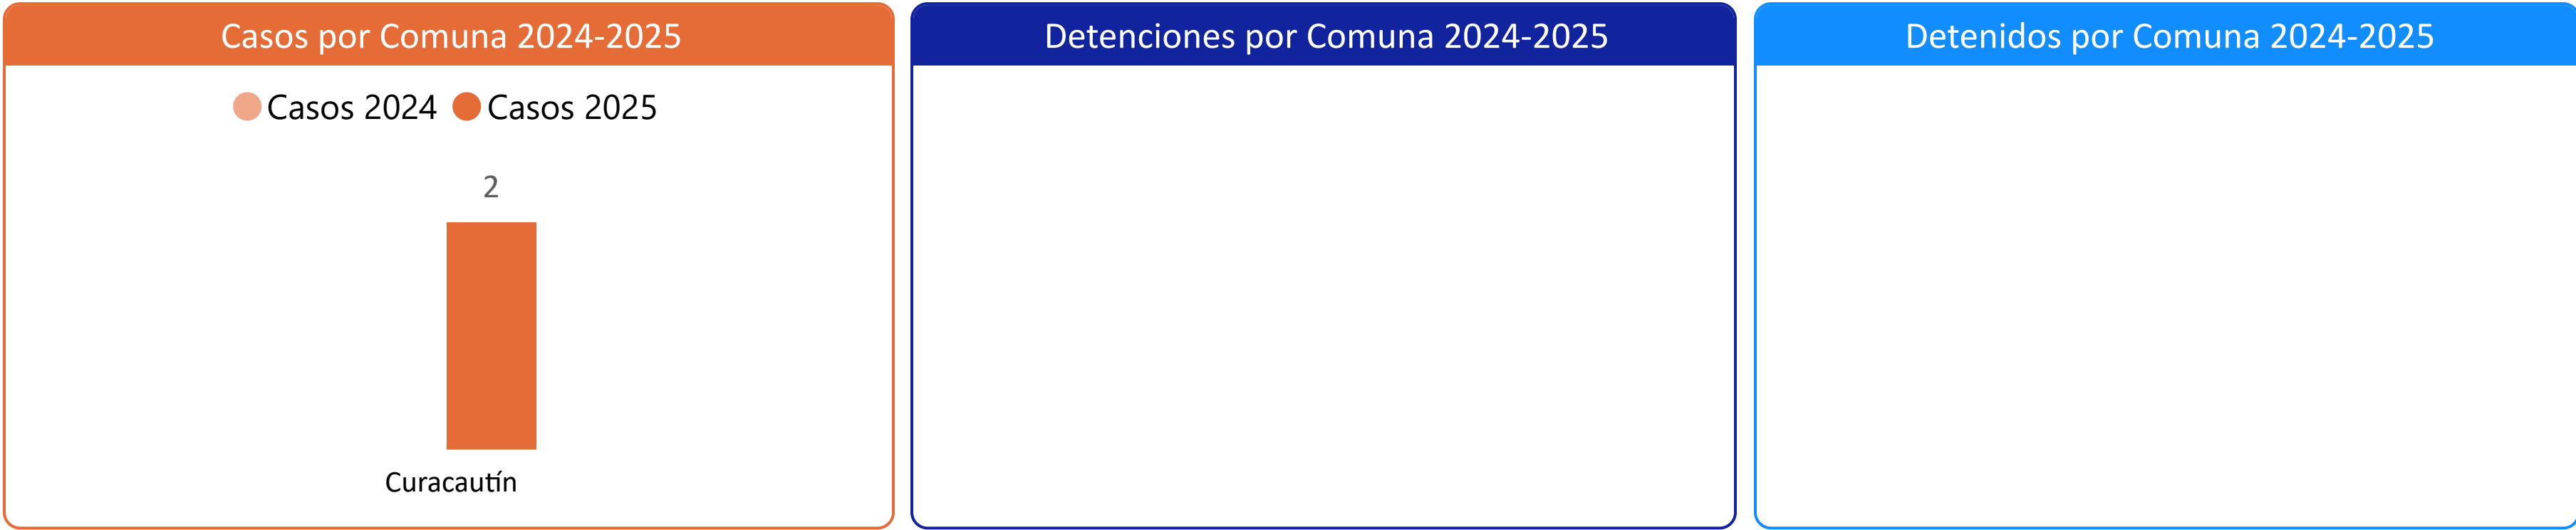 Casos por Comuna 2024-2025
Casos 2024 Casos 2025
2
Curacautín
Detenciones por Comuna 2024-2025
Detenidos por Comuna 2024-2025